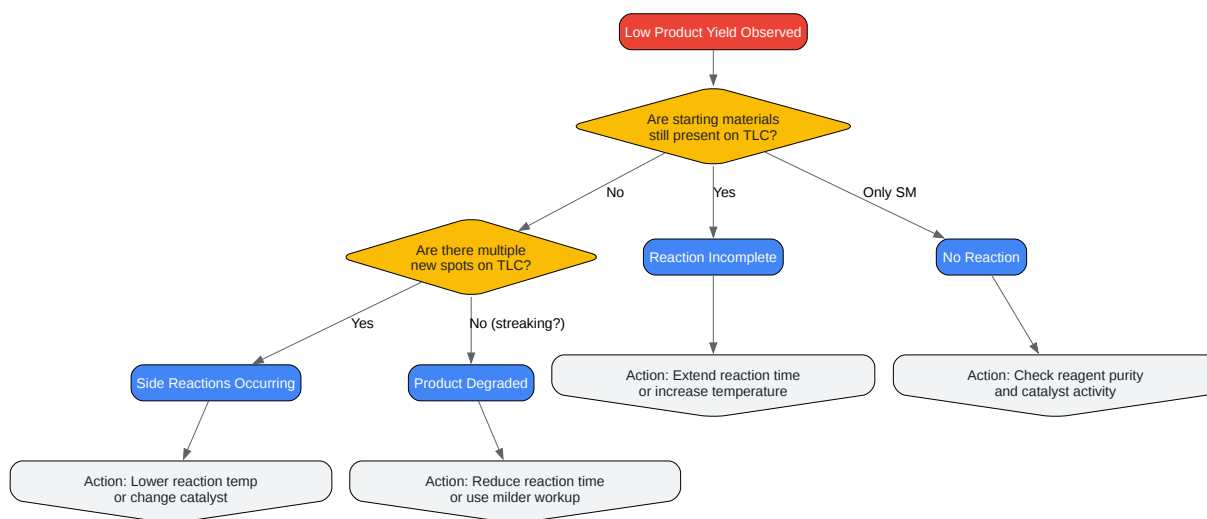 Low Product Yield Observed
Are starting materials
still present on TLC?
No
Yes
Only SM
Are there multiple
new spots on TLC?
Reaction Incomplete
No Reaction
Yes
No (streaking?)
Side Reactions Occurring
Product Degraded
Action: Extend reaction time
or increase temperature
Action: Check reagent purity
and catalyst activity
Action: Lower reaction temp
or change catalyst
Action: Reduce reaction time
or use milder workup